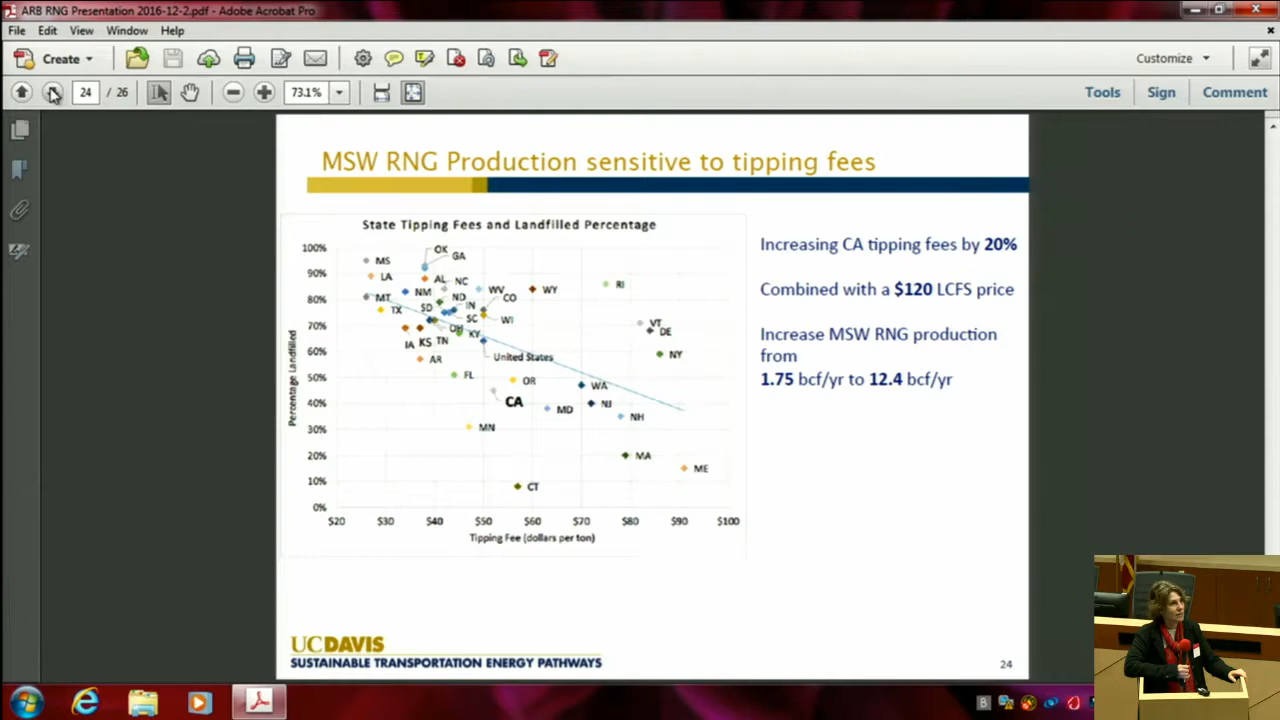 ARB RNG Presentation 2016-12-2.pdf - Adobe Acrobat Pro
File Edit View Window Help
Create
Customize
24 / 26
73.1%
Tools Sign Comment
MSW RNG Production sensitive to tipping fees
State Tipping Fees and Landfilled Percentage
Percentage Landfilled
100%
90%
80%
70%
60%
50%
40%
30%
20%
10%
0%
MS
OK
GA
LA
AL
NC
MT
NM
ND
WV
CO
WY
RI
TX
SD
IN
SC
WI
VT
DE
IA
KS
TN
OH
KY
NY
AR
United States
FL
OR
WA
CA
MD
NJ
NH
MN
MA
ME
CT
$20 $30 $40 $50 $60 $70 $80 $90 $100
Tipping Fee (dollars per ton)
Increasing CA tipping fees by 20%
Combined with a $120 LCFS price
Increase MSW RNG production
from
1.75 bcf/yr to 12.4 bcf/yr
UCDAVIS
SUSTAINABLE TRANSPORTATION ENERGY PATHWAYS
24